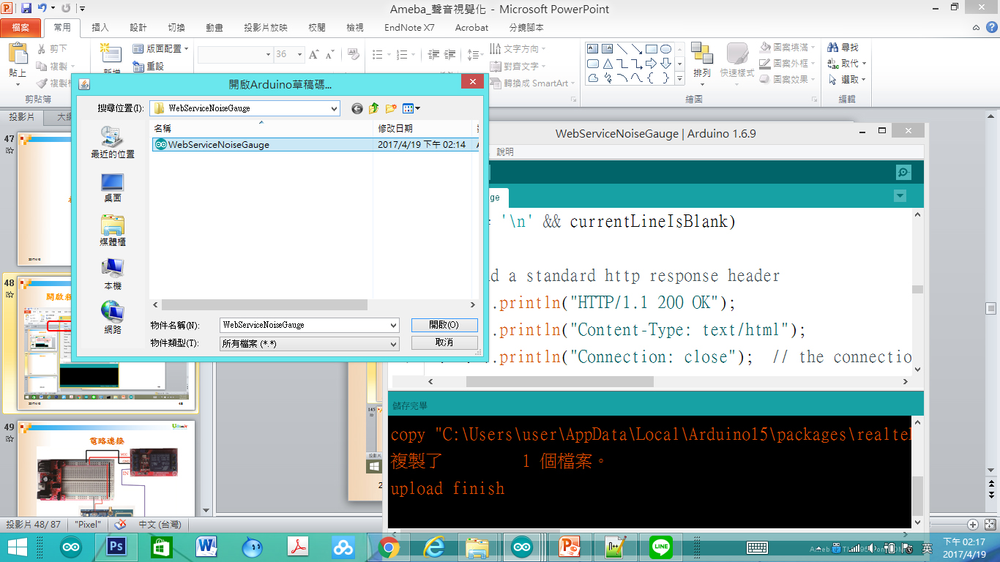 Ameba_聲音視覺化 - Microsoft PowerPoint
檔案 常用 插入 設計 切換 動畫 投影片放映 校閱 檢視 EndNote X7 Acrobat 分鏡腳本
貼上 剪下 複製 複製格
剪貼簿
新增 版面配置 重設
36
文字方向 對齊文字 轉換成 SmartArt
排列 快速樣式 圖案填滿 圖案外框 圖案效果
繪圖
尋找 取代 選取
編輯
投影片
47
48
49
電路連接
VCC
GND
EN
開啟Arduino草稿碼...
搜尋位置(I): WebServiceNoiseGauge
名稱 修改日期
WebServiceNoiseGauge 2017/4/19 下午 02:14
最近的位置
桌面
媒體櫃
本機
網路
物件名稱(N): WebServiceNoiseGauge 開啟(O)
物件類型(T): 所有檔案 (*.*) 取消
WebServiceNoiseGauge | Arduino 1.6.9
說明
'\n' && currentLineIsBlank)
d a standard http response header
.println("HTTP/1.1 200 OK");
.println("Content-Type: text/html");
.println("Connection: close"); // the connectio
儲存完畢
copy "C:\Users\user\AppData\Local\Arduino15\packages\realtek
複製了 1 個檔案。
upload finish
投影片 48/ 87 "Pixel" 中文 (台灣)
英
下午 02:17
2017/4/19